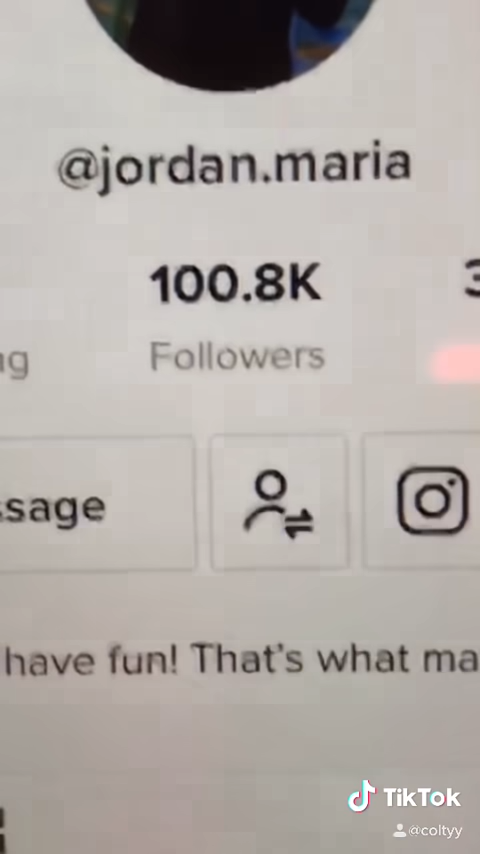 @jordan.maria
100.8K
Followers
ssage
have fun! That's what ma
TikTok
@coltyy